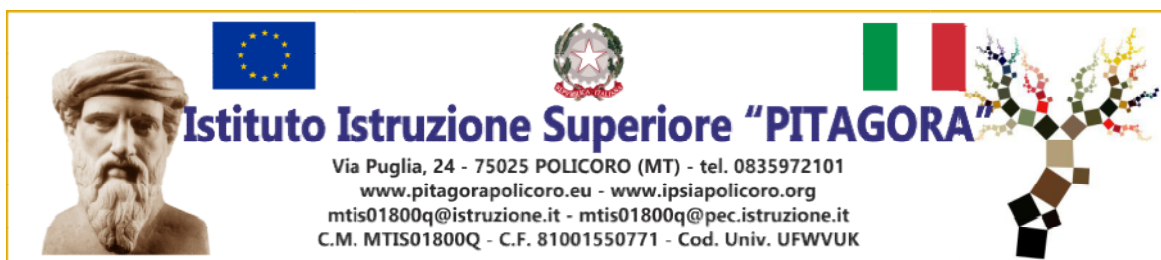 Istituto Istruzione Superiore “PITAGORA”
Via Puglia, 24 - 75025 POLICORO (MT) - tel. 0835972101
www.pitagorapolicoro.eu - www.ipsiapolicoro.org
mtis01800q@istruzione.it - mtis01800q@pec.istruzione.it
C.M. MTIS01800Q - C.F. 81001550771 - Cod. Univ. UFWVUK